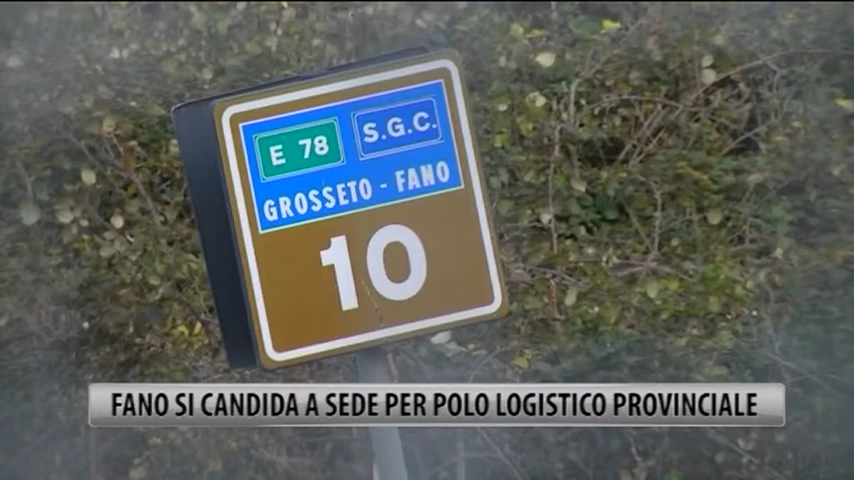 E 78
S.G.C.
GROSSETO - FANO
10
FANO SI CANDIDA A SEDE PER POLO LOGISTICO PROVINCIALE